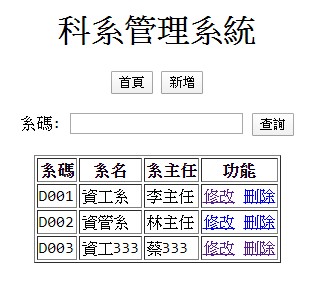 科系管理系統
首頁 新增
系碼: 查詢
系碼 系名 系主任 功能
D001 資工系 李主任 修改 刪除
D002 資管系 林主任 修改 刪除
D003 資工333 蔡333 修改 刪除